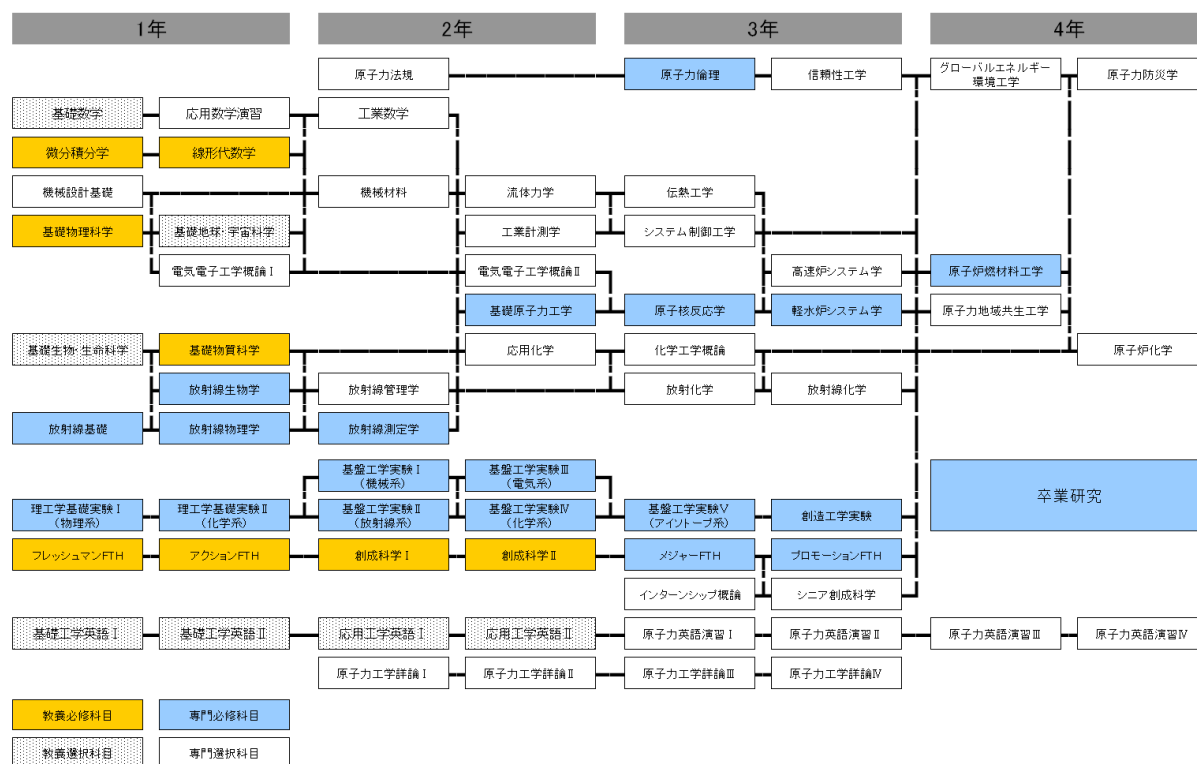 1年
2年
3年
4年
原子力法規
原子力倫理
信頼性工学
グローバルエネルギー
環境工学
原子力防災学
基礎数学
応用数学演習
工業数学
微分積分学
線形代数学
機械設計基礎
機械材料
流体力学
伝熱工学
基礎物理科学
基礎地球・宇宙科学
工業計測学
システム制御工学
電気電子工学概論Ⅰ
電気電子工学概論Ⅱ
高速炉システム学
原子炉燃材料工学
基礎原子力工学
原子核反応学
軽水炉システム学
原子力地域共生工学
基礎生物・生命科学
基礎物質科学
応用化学
化学工学概論
原子炉化学
放射線生物学
放射線管理学
放射化学
放射線化学
放射線基礎
放射線物理学
放射線測定学
基盤工学実験Ⅰ
(機械系)
基盤工学実験Ⅲ
(電気系)
卒業研究
理工学基礎実験Ⅰ
(物理系)
理工学基礎実験Ⅱ
(化学系)
基盤工学実験Ⅱ
(放射線系)
基盤工学実験Ⅳ
(化学系)
基盤工学実験Ⅴ
(アイソトープ系)
創造工学実験
フレッシュマンFTH
アクションFTH
創成科学Ⅰ
創成科学Ⅱ
メジャーFTH
プロモーションFTH
インターンシップ概論
シニア創成科学
基礎工学英語Ⅰ
基礎工学英語Ⅱ
応用工学英語Ⅰ
応用工学英語Ⅱ
原子力英語演習Ⅰ
原子力英語演習Ⅱ
原子力英語演習Ⅲ
原子力英語演習Ⅳ
原子力工学詳論Ⅰ
原子力工学詳論Ⅱ
原子力工学詳論Ⅲ
原子力工学詳論Ⅳ
教養必修科目
専門必修科目
教養選択科目
専門選択科目